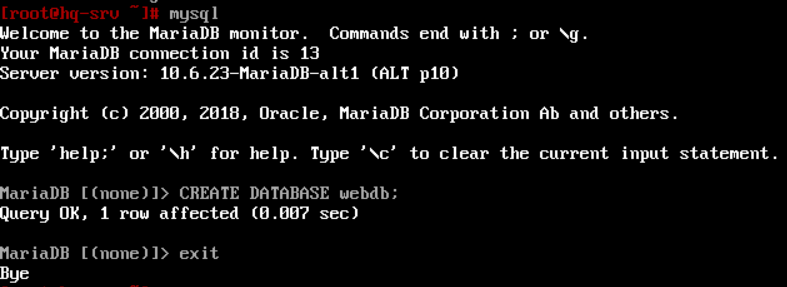 [root@hq-srv ~]# mysql
Welcome to the MariaDB monitor.  Commands end with ; or \g.
Your MariaDB connection id is 13
Server version: 10.6.23-MariaDB-alt1 (ALT p10)
Copyright (c) 2000, 2018, Oracle, MariaDB Corporation Ab and others.
Type 'help;' or '\h' for help. Type '\c' to clear the current input statement.
MariaDB [(none)]> CREATE DATABASE webdb;
Query OK, 1 row affected (0.007 sec)
MariaDB [(none)]> exit
Bye